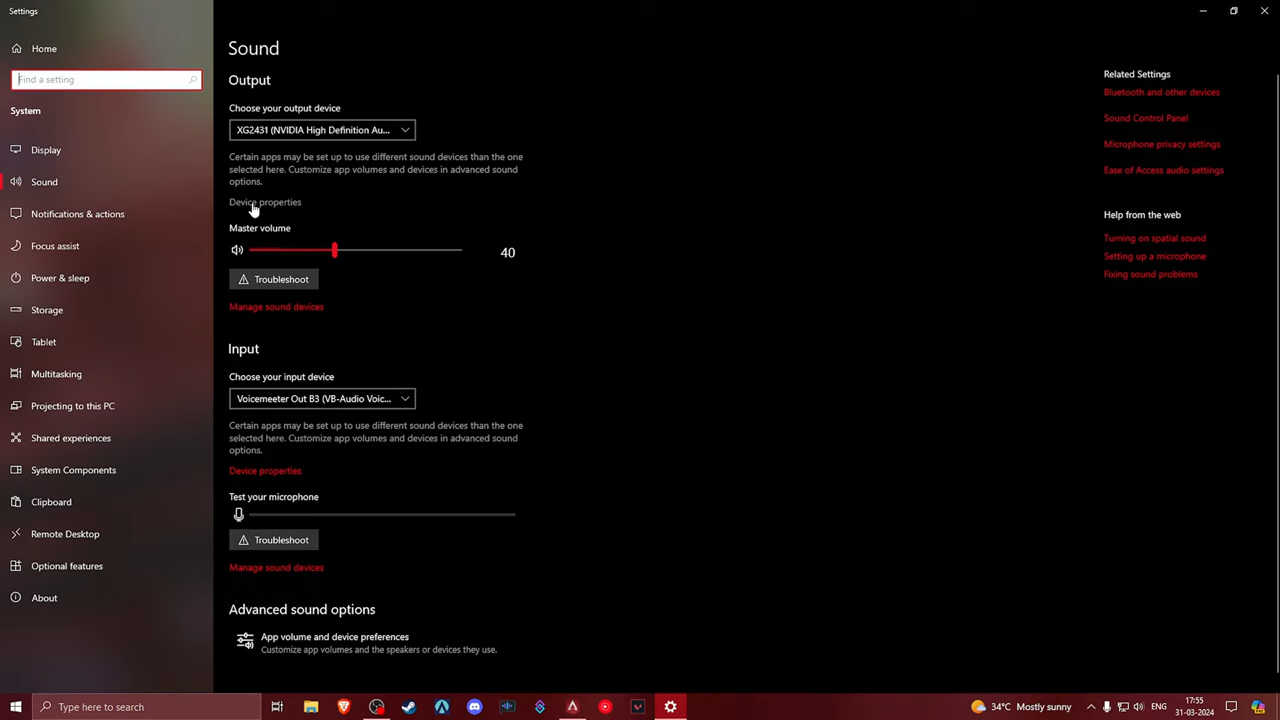 Settings
Home
Find a setting
System
Display
Sound
Notifications & actions
Focus assist
Power & sleep
Storage
Tablet
Multitasking
Projecting to this PC
Shared experiences
System Components
Clipboard
Remote Desktop
Optional features
About
Sound
Output
Choose your output device
XG2431 (NVIDIA High Definition Au...
Certain apps may be set up to use different sound devices than the one
selected here. Customize app volumes and devices in advanced sound
options.
Device properties
Master volume
40
Troubleshoot
Manage sound devices
Input
Choose your input device
Voicemeeter Out B3 (VB-Audio Voic...
Certain apps may be set up to use different sound devices than the one
selected here. Customize app volumes and devices in advanced sound
options.
Device properties
Test your microphone
Troubleshoot
Manage sound devices
Advanced sound options
App volume and device preferences
Customize app volumes and the speakers or devices they use.
Related Settings
Bluetooth and other devices
Sound Control Panel
Microphone privacy settings
Ease of Access audio settings
Help from the web
Turning on spatial sound
Setting up a microphone
Fixing sound problems
Type here to search
34°C Mostly sunny
ENG
17:55
31-03-2024